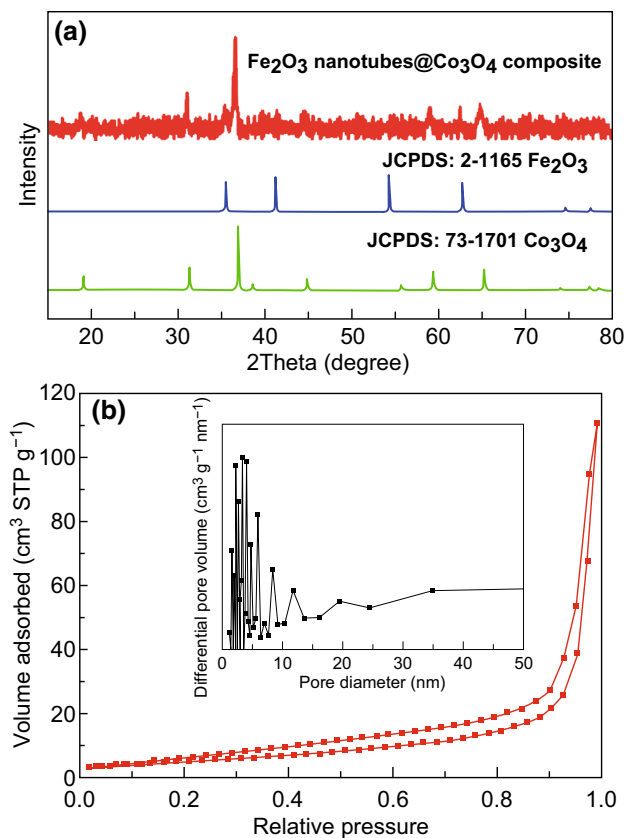 (a)
Fe₂O₃ nanotubes@Co₃O₄ composite
JCPDS: 2-1165 Fe₂O₃
JCPDS: 73-1701 Co₃O₄
Intensity
20 30 40 50 60 70 80
2Theta (degree)
(b)
120
100
80
60
40
20
0
Volume adsorbed (cm³ STP g⁻¹)
Differential pore volume (cm³ g⁻¹ nm⁻¹)
0 10 20 30 40 50
Pore diameter (nm)
0.0 0.2 0.4 0.6 0.8 1.0
Relative pressure